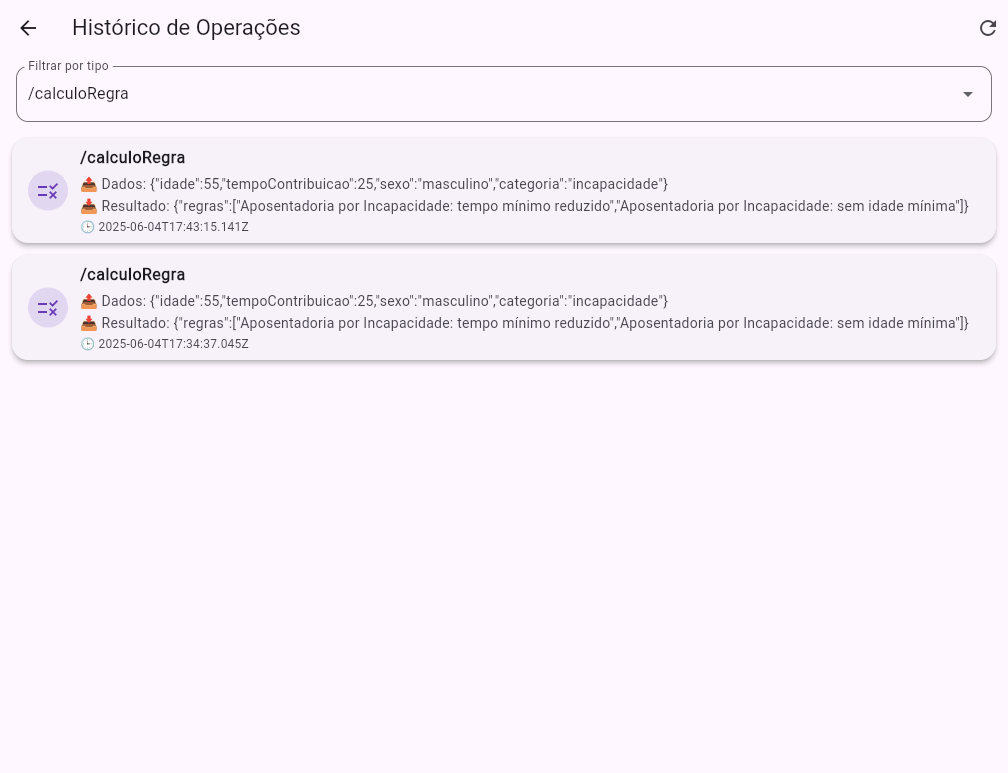 Histórico de Operações
Filtrar por tipo
/calculoRegra
/calculoRegra
📤 Dados: {"idade":55,"tempoContribuicao":25,"sexo":"masculino","categoria":"incapacidade"}
📥 Resultado: {"regras":["Aposentadoria por Incapacidade: tempo mínimo reduzido","Aposentadoria por Incapacidade: sem idade mínima"]}
🕒 2025-06-04T17:43:15.141Z
/calculoRegra
📤 Dados: {"idade":55,"tempoContribuicao":25,"sexo":"masculino","categoria":"incapacidade"}
📥 Resultado: {"regras":["Aposentadoria por Incapacidade: tempo mínimo reduzido","Aposentadoria por Incapacidade: sem idade mínima"]}
🕒 2025-06-04T17:34:37.045Z